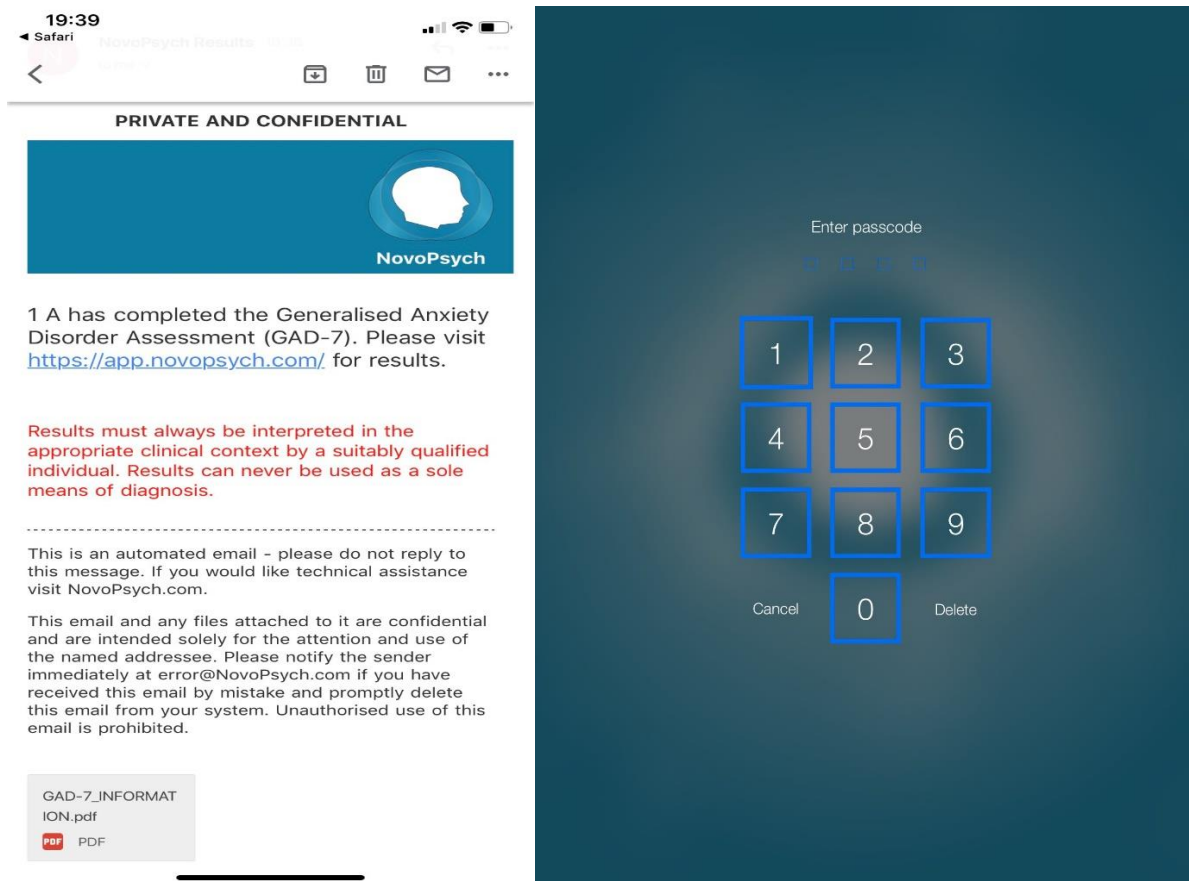 19:39
◄ Safari
NovoPsych Results
PRIVATE AND CONFIDENTIAL
NovoPsych
1 A has completed the Generalised Anxiety
Disorder Assessment (GAD-7). Please visit
https://app.novopsych.com/ for results.
Results must always be interpreted in the
appropriate clinical context by a suitably qualified
individual. Results can never be used as a sole
means of diagnosis.
This is an automated email – please do not reply to
this message. If you would like technical assistance
visit NovoPsych.com.
This email and any files attached to it are confidential
and are intended solely for the attention and use of
the named addressee. Please notify the sender
immediately at error@NovoPsych.com if you have
received this email by mistake and promptly delete
this email from your system. Unauthorised use of this
email is prohibited.
GAD-7_INFORMAT
ION.pdf
PDF PDF
Enter passcode
1 2 3
4 5 6
7 8 9
Cancel 0 Delete